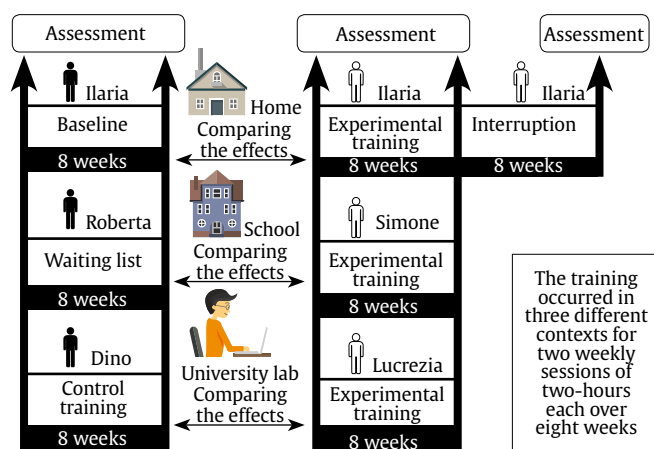 Assessment
Assessment
Assessment
Ilaria
Baseline
8 weeks
Home
Comparing
the effects
Ilaria
Experimental
training
8 weeks
Ilaria
Interruption
8 weeks
Roberta
Waiting list
8 weeks
School
Comparing
the effects
Simone
Experimental
training
8 weeks
Dino
Control
training
8 weeks
University lab
Comparing
the effects
Lucrezia
Experimental
training
8 weeks
The training
occurred in
three different
contexts for
two weekly
sessions of
two-hours
each over
eight weeks